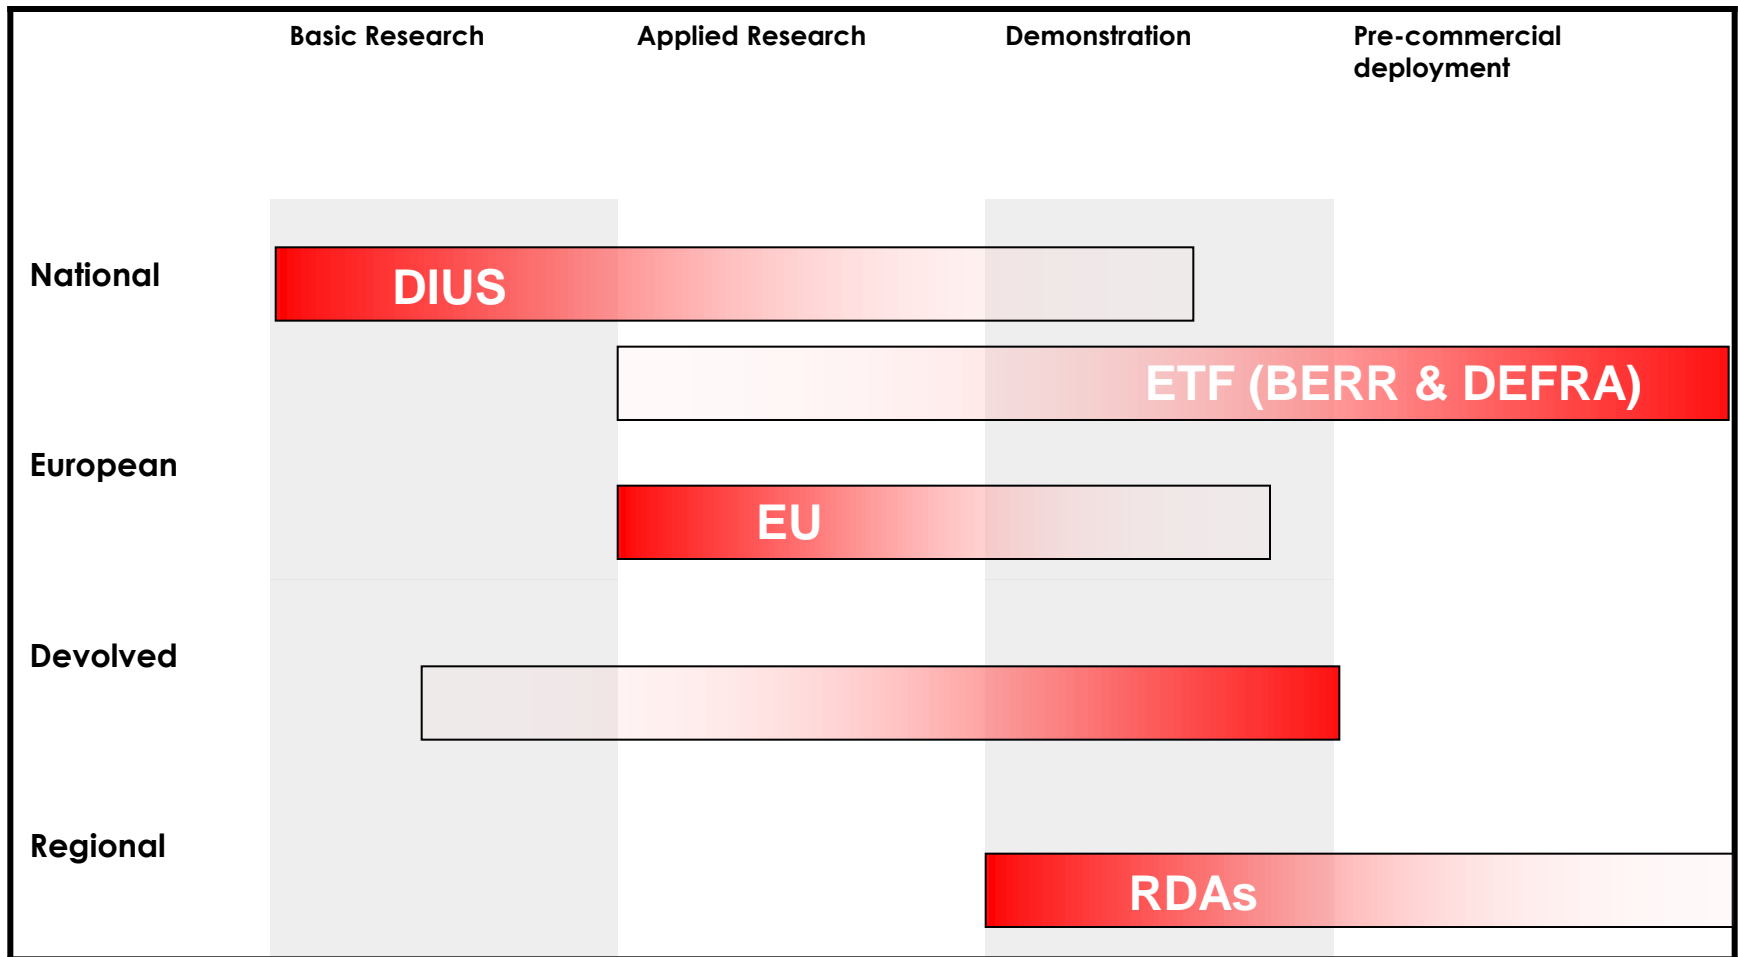 Basic Research
Applied Research
Demonstration
Pre-commercial
deployment
National
DIUS
ETF (BERR & DEFRA)
European
EU
Devolved
Regional
RDAs